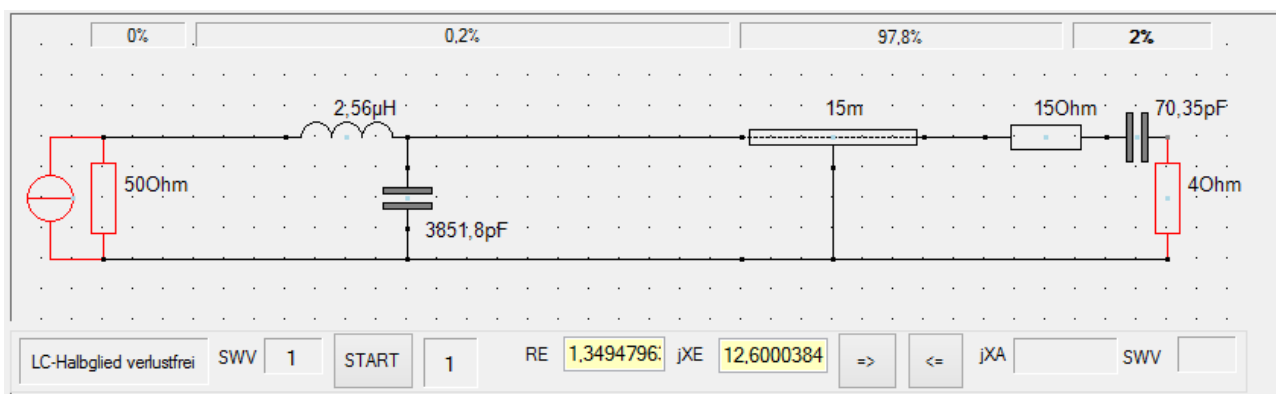 0% 0,2% 97,8% 2%
2,56µH 15m 15Ohm 70,35pF
50Ohm 4Ohm
3851,8pF
LC-Halbglied verlustfrei SWV 1 START 1 RE 1,3494796: jXE 12,6000384 => <= jXA SWV